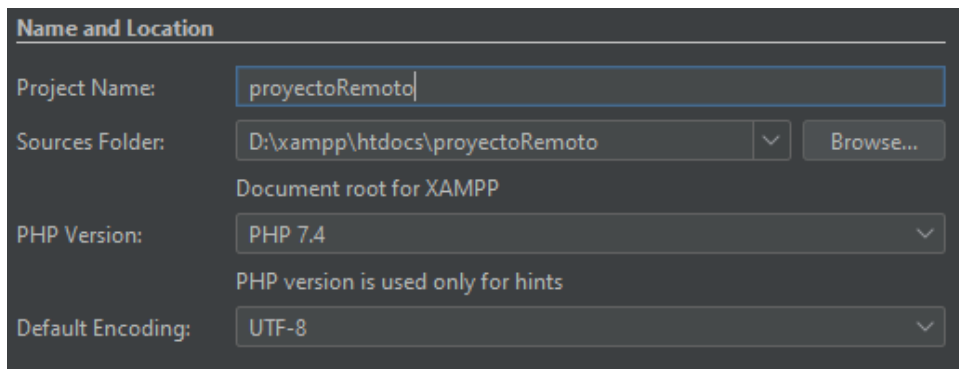 Name and Location
Project Name: proyectoRemoto
Sources Folder: D:\xampp\htdocs\proyectoRemoto Browse...
Document root for XAMPP
PHP Version: PHP 7.4
PHP version is used only for hints
Default Encoding: UTF-8